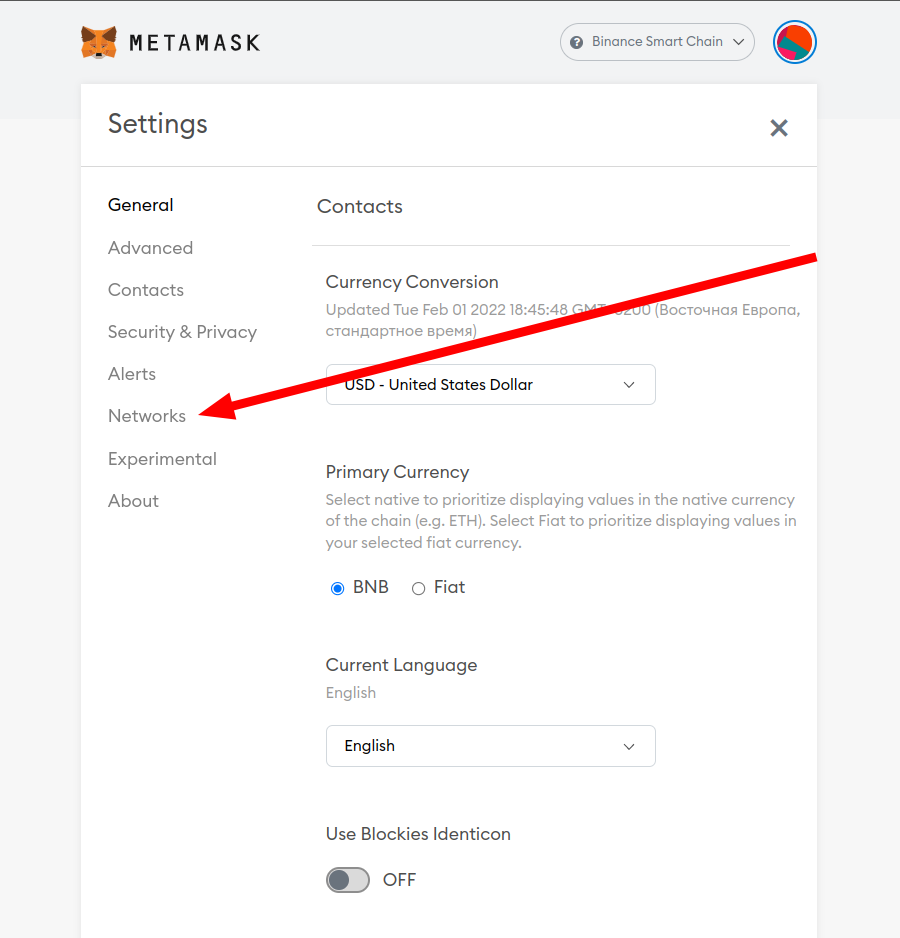 METAMASK
Binance Smart Chain
Settings
General
Advanced
Contacts
Security & Privacy
Alerts
Networks
Experimental
About
Contacts
Currency Conversion
Updated Tue Feb 01 2022 18:45:48 (Восточная Европа,
стандартное время)
USD - United States Dollar
Primary Currency
Select native to prioritize displaying values in the native currency
of the chain (e.g. ETH). Select Fiat to prioritize displaying values in
your selected fiat currency.
BNB Fiat
Current Language
English
English
Use Blockies Identicon
OFF